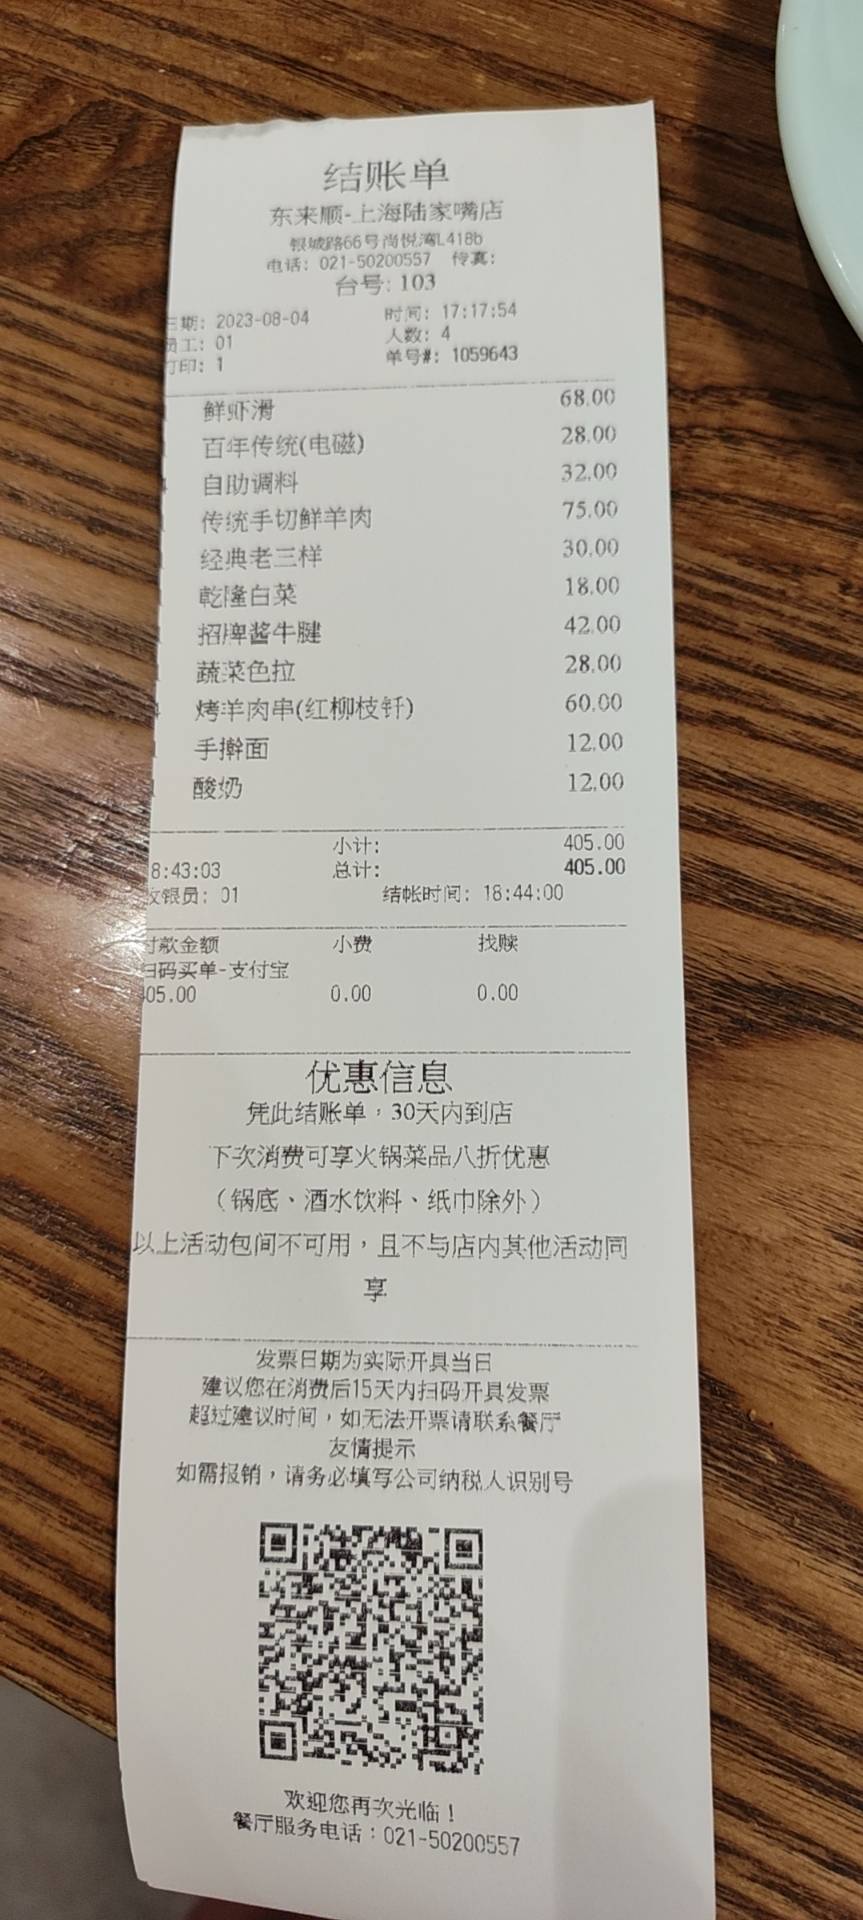 结账单
东来顺-上海陆家嘴店
银城路66号尚悦湾L418b
电话: 021-50200557 传真:
台号: 103
日期: 2023-08-04 时间: 17:17:54
员工: 01 人数: 4
打印: 1 单号#: 1059643
鲜虾滑 68.00
百年传统(电磁) 28.00
自助调料 32.00
传统手切鲜羊肉 75.00
经典老三样 30.00
乾隆白菜 18.00
招牌酱牛腱 42.00
蔬菜色拉 28.00
4 烤羊肉串(红柳枝钎) 60.00
手擀面 12.00
酸奶 12.00
小计: 405.00
8:43:03 总计: 405.00
收银员: 01 结帐时间: 18:44:00
付款金额 小费 找赎
扫码买单-支付宝
405.00 0.00 0.00
优惠信息
凭此结账单，30天内到店
下次消费可享火锅菜品八折优惠
（锅底、酒水饮料、纸巾除外）
以上活动包间不可用，且不与店内其他活动同
享
发票日期为实际开具当日
建议您在消费后15天内扫码开具发票
超过建议时间，如无法开票请联系餐厅
友情提示
如需报销，请务必填写公司纳税人识别号
欢迎您再次光临！
餐厅服务电话：021-50200557